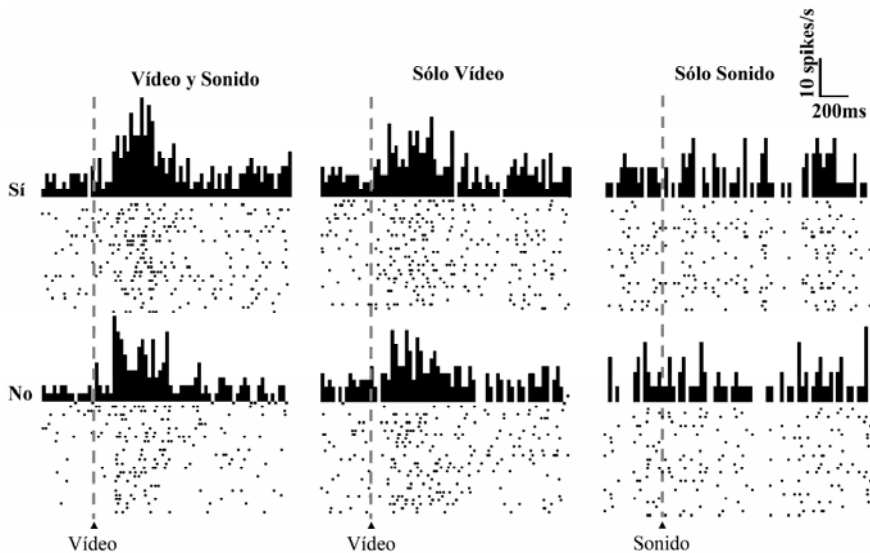 Vídeo y Sonido
Sólo Vídeo
Sólo Sonido
10 spikes/s
200ms
Sí
No
Vídeo
Vídeo
Sonido